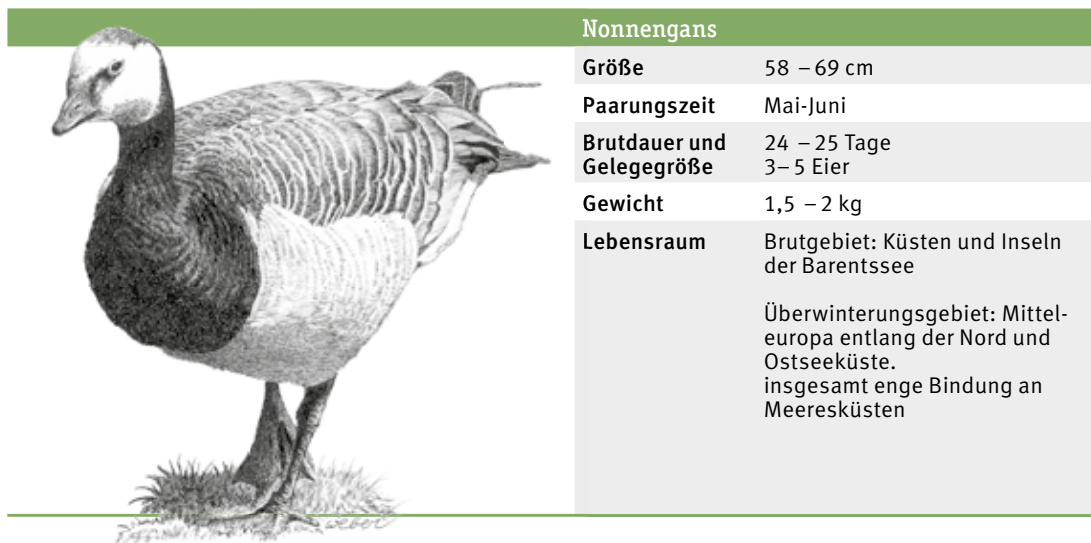 Nonnengans
Größe 58 – 69 cm
Paarungszeit Mai-Juni
Brutdauer und 24 – 25 Tage
Gelegegröße 3– 5 Eier
Gewicht 1,5 – 2 kg
Lebensraum Brutgebiet: Küsten und Inseln
der Barentssee
Überwinterungsgebiet: Mittel-
europa entlang der Nord und
Ostseeküste.
insgesamt enge Bindung an
Meeresküsten
weber